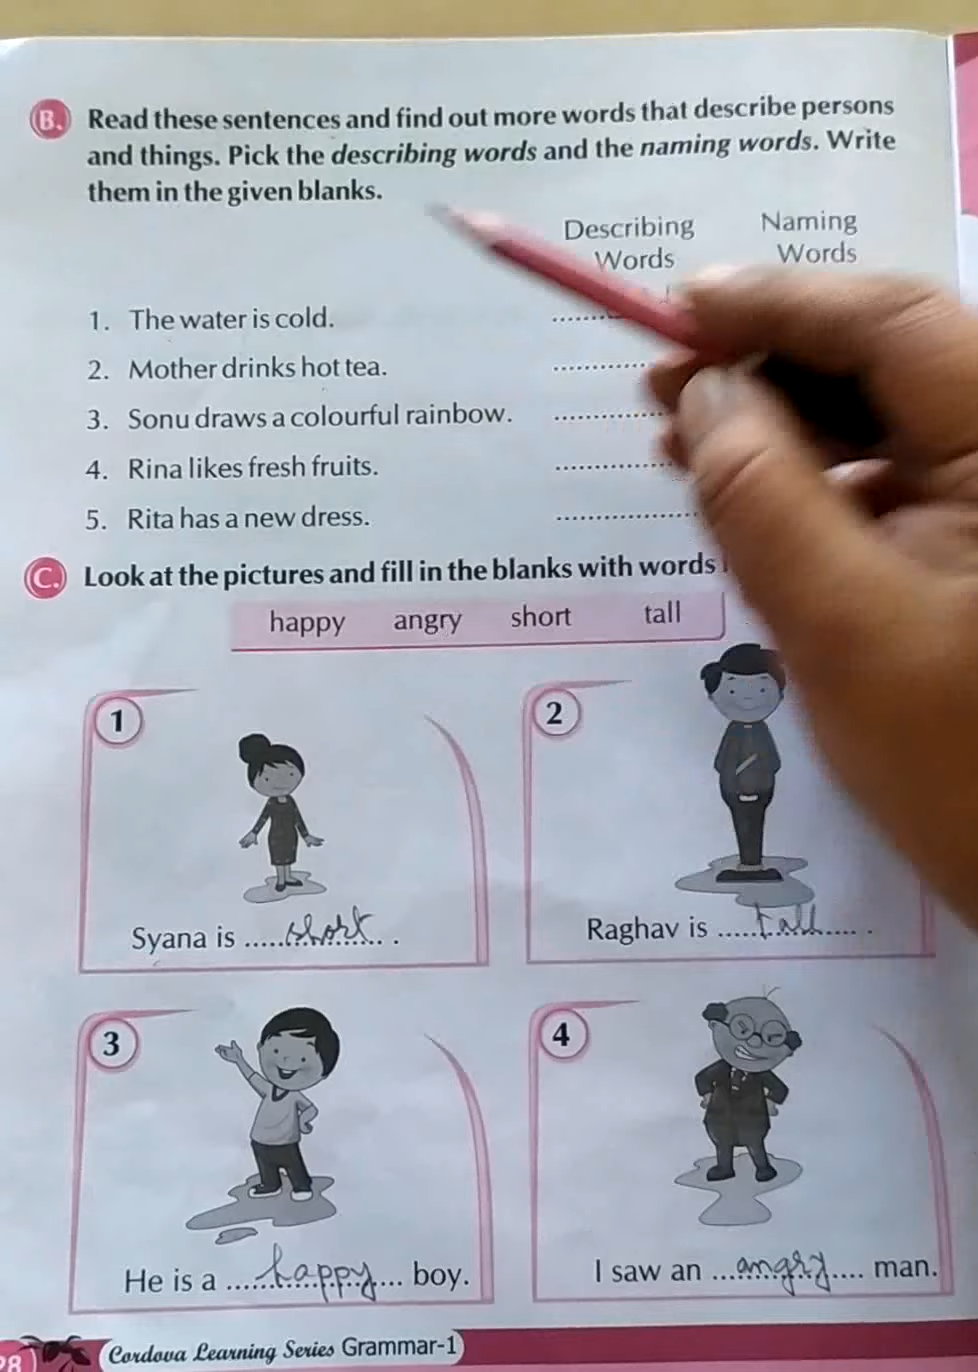 B. Read these sentences and find out more words that describe persons
and things. Pick the describing words and the naming words. Write
them in the given blanks.
Describing Words Naming Words
1. The water is cold. ........
2. Mother drinks hot tea. ...............
3. Sonu draws a colourful rainbow. ................
4. Rina likes fresh fruits. .................
5. Rita has a new dress. ....................
C. Look at the pictures and fill in the blanks with words
happy angry short tall
1
2
Syana is .....short.. .
Raghav is .....tall.... .
3
4
He is a .....happy.... boy.
I saw an ...angry.... man.
28 Cordova Learning Series Grammar-1